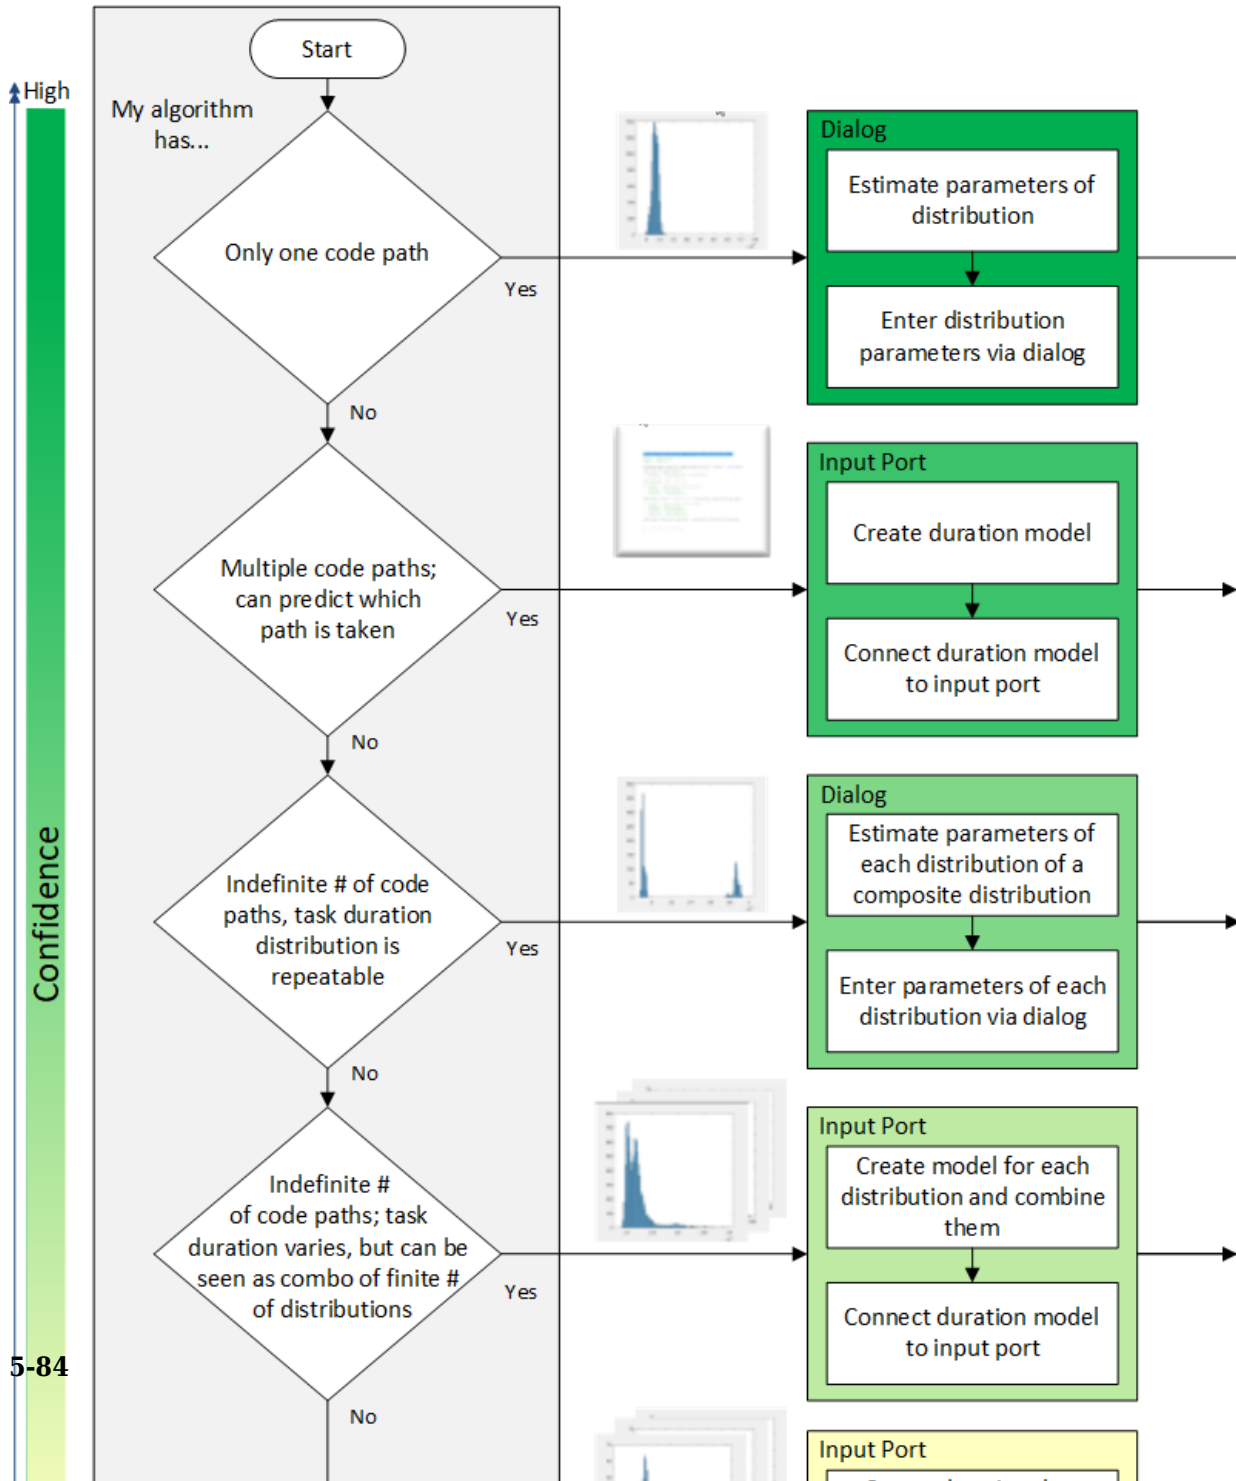 Start
High
My algorithm
has...
Only one code path
Yes
No
Dialog
Estimate parameters of
distribution
Enter distribution
parameters via dialog
Multiple code paths;
can predict which
path is taken
Yes
No
Input Port
Create duration model
Connect duration model
to input port
Confidence
Indefinite # of code
paths, task duration
distribution is
repeatable
Yes
No
Dialog
Estimate parameters of
each distribution of a
composite distribution
Enter parameters of each
distribution via dialog
Indefinite #
of code paths; task
duration varies, but can be
seen as combo of finite #
of distributions
Yes
No
Input Port
Create model for each
distribution and combine
them
Connect duration model
to input port
5-84
Input Port